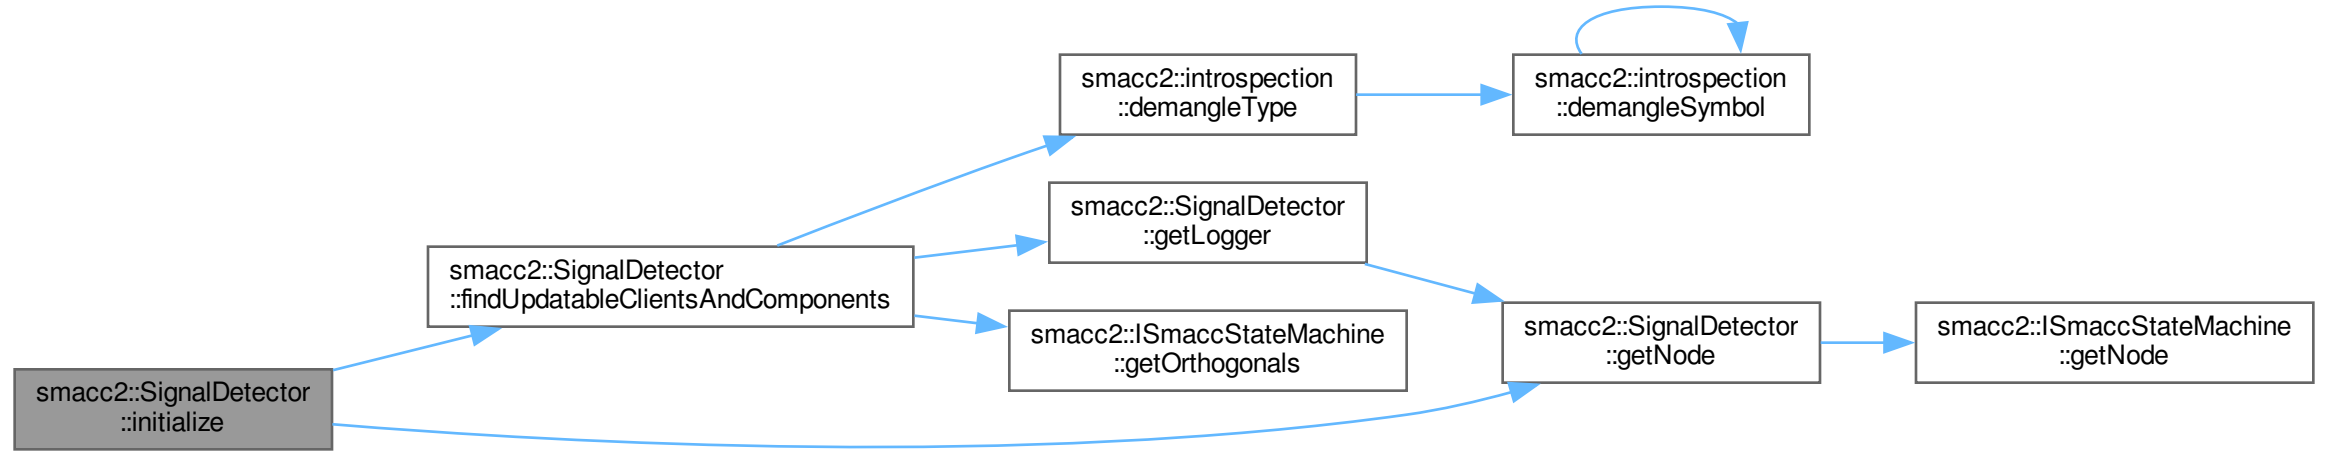 smacc2::SignalDetector
::initialize
smacc2::SignalDetector
::findUpdatableClientsAndComponents
smacc2::introspection
::demangleType
smacc2::introspection
::demangleSymbol
smacc2::SignalDetector
::getLogger
smacc2::ISmaccStateMachine
::getOrthogonals
smacc2::SignalDetector
::getNode
smacc2::ISmaccStateMachine
::getNode